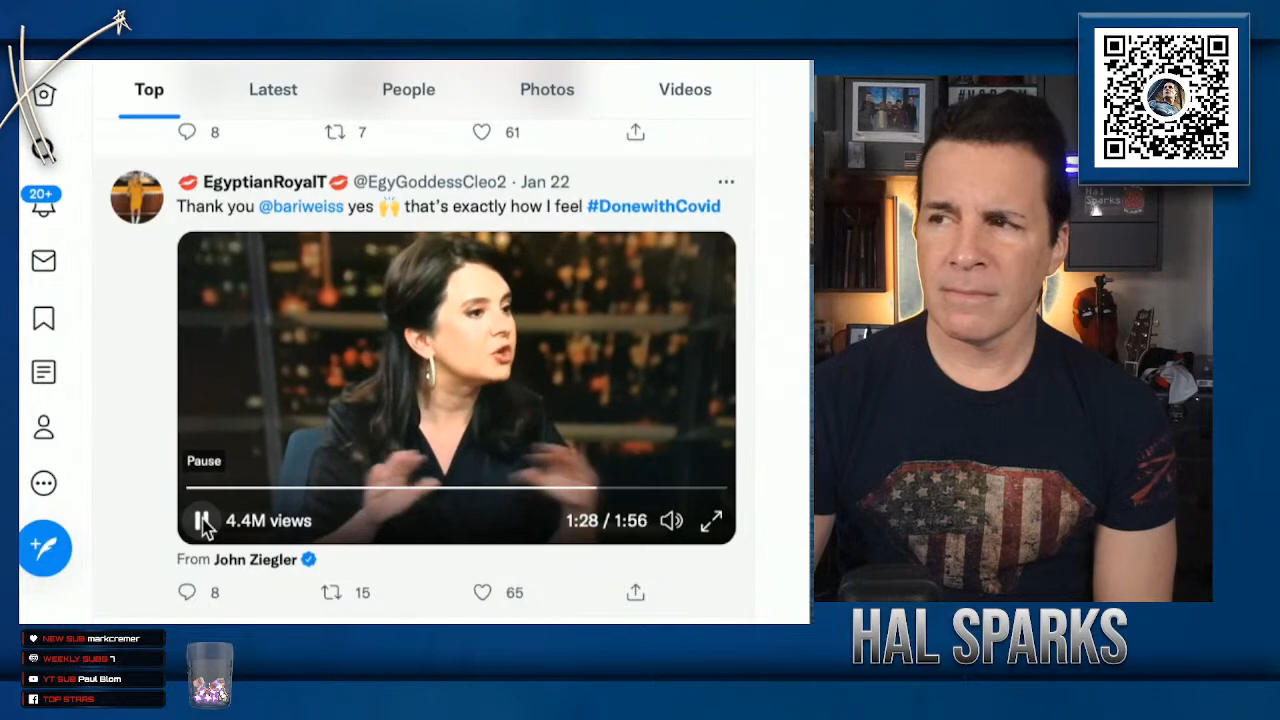 Top Latest People Photos Videos
8 7 61
20+
💋 EgyptianRoyalT💋 @EgyGoddessCleo2 · Jan 22
Thank you @bariweiss yes 🙌 that's exactly how I feel #DonewithCovid
Pause
4.4M views 1:28 / 1:56
From John Ziegler
8 15 65
Hal
Sparks
HAL SPARKS
NEW SUB markcremer
WEEKLY SUBS 7
YT SUB Paul Blom
TOP STARS